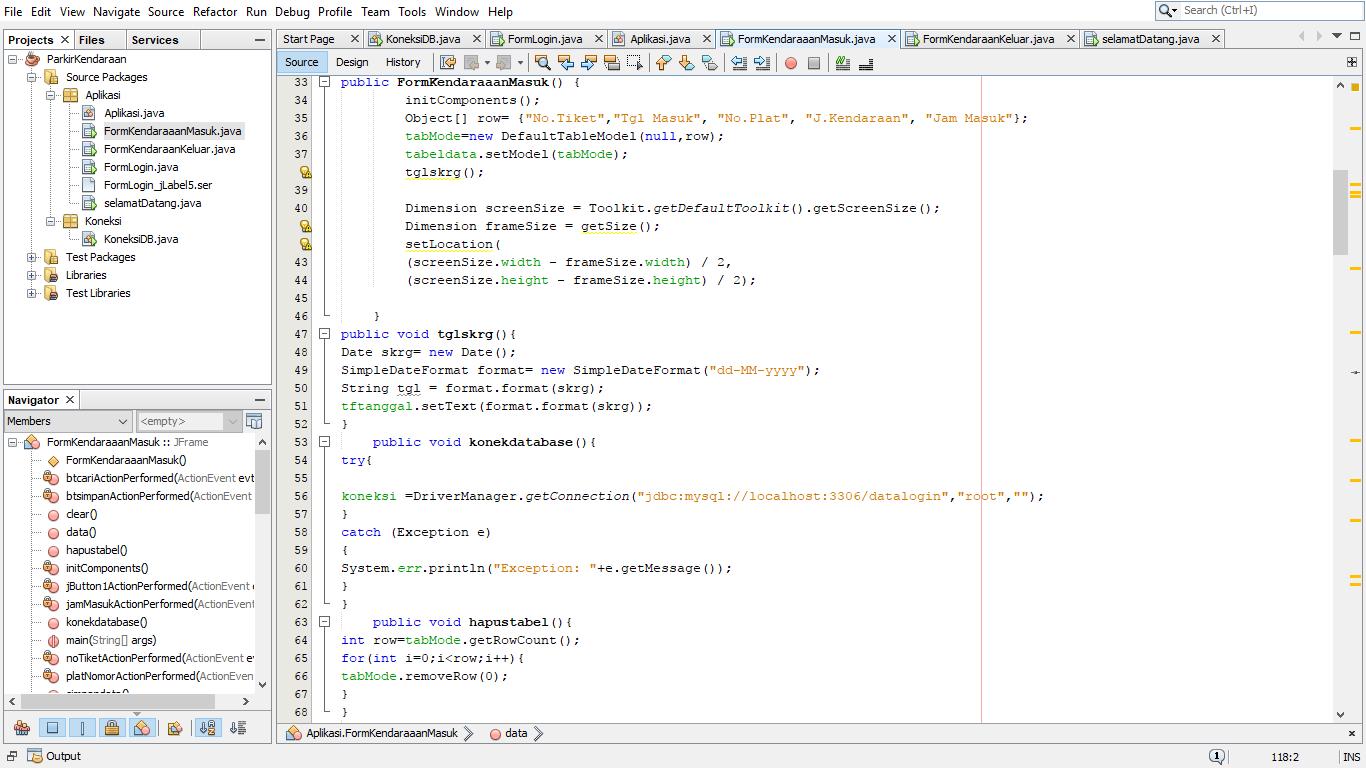 File Edit View Navigate Source Refactor Run Debug Profile Team Tools Window Help
Search (Ctrl+I)
Projects Files Services
ParkirKendaraan
Source Packages
Aplikasi
Aplikasi.java
FormKendaraaanMasuk.java
FormKendaraanKeluar.java
FormLogin.java
FormLogin_jLabel5.ser
selamatDatang.java
Koneksi
KoneksiDB.java
Test Packages
Libraries
Test Libraries
Navigator
Members <empty>
FormKendaraaanMasuk :: JFrame
FormKendaraaanMasuk()
btcariActionPerformed(ActionEvent evt
btsimpanActionPerformed(ActionEvent
clear()
data()
hapustabel()
initComponents()
jButton1ActionPerformed(ActionEvent e
jamMasukActionPerformed(ActionEvent
konekdatabase()
main(String[] args)
noTiketActionPerformed(ActionEvent ev
platNomorActionPerformed(ActionEven
simpandata()
Start Page KoneksiDB.java FormLogin.java Aplikasi.java FormKendaraaanMasuk.java FormKendaraanKeluar.java selamatDatang.java
Source Design History
33 public FormKendaraaanMasuk() {
34 initComponents();
35 Object[] row= {"No.Tiket","Tgl Masuk", "No.Plat", "J.Kendaraan", "Jam Masuk"};
36 tabMode=new DefaultTableModel(null,row);
37 tabeldata.setModel(tabMode);
tglskrg();
39
40 Dimension screenSize = Toolkit.getDefaultToolkit().getScreenSize();
Dimension frameSize = getSize();
setLocation(
43 (screenSize.width - frameSize.width) / 2,
44 (screenSize.height - frameSize.height) / 2);
45
46 }
47 public void tglskrg(){
48 Date skrg= new Date();
49 SimpleDateFormat format= new SimpleDateFormat("dd-MM-yyyy");
50 String tgl = format.format(skrg);
51 tftanggal.setText(format.format(skrg));
52 }
53 public void konekdatabase(){
54 try{
55
56 koneksi =DriverManager.getConnection("jdbc:mysql://localhost:3306/datalogin","root","");
57 }
58 catch (Exception e)
59 {
60 System.err.println("Exception: "+e.getMessage());
61 }
62 }
63 public void hapustabel(){
64 int row=tabMode.getRowCount();
65 for(int i=0;i<row;i++){
66 tabMode.removeRow(0);
67 }
68 }
Aplikasi.FormKendaraaanMasuk data
Output
1 118:2 INS